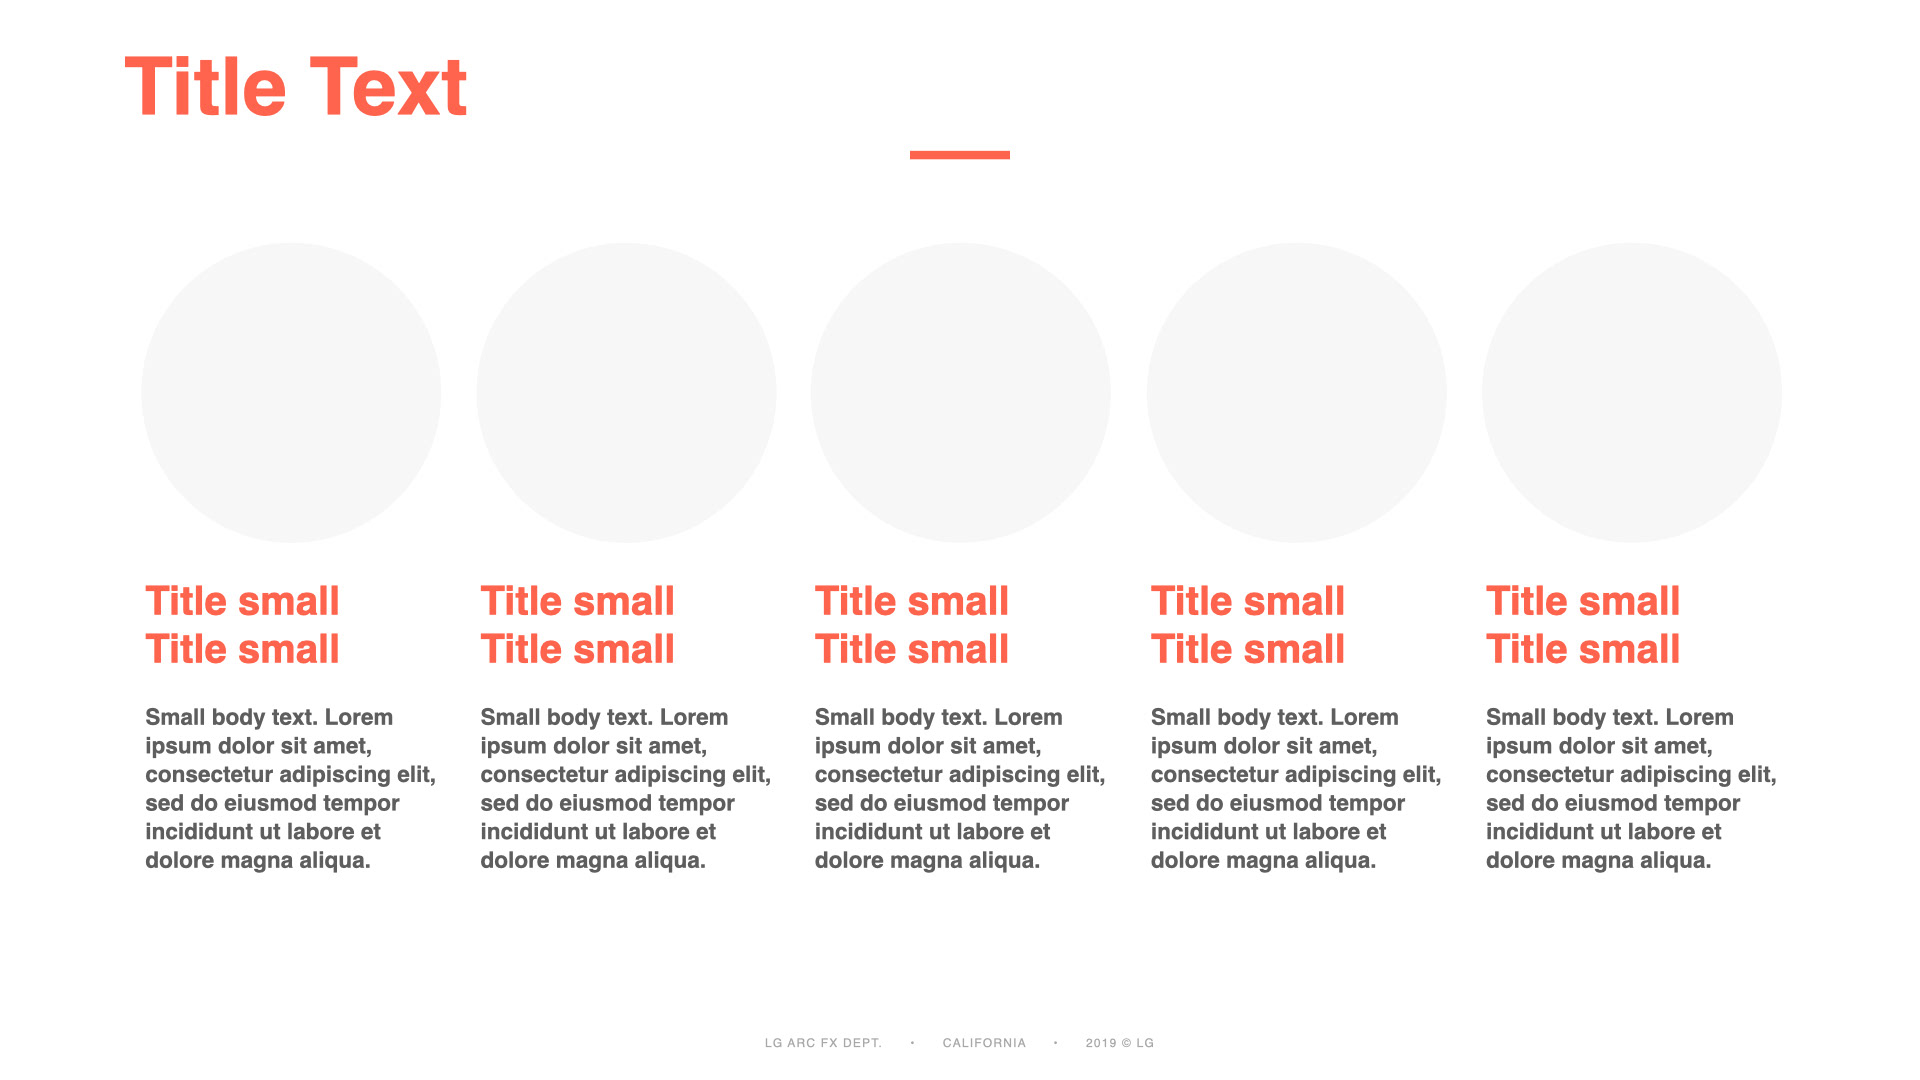 Title Text
Title small
Title small
Small body text. Lorem
ipsum dolor sit amet,
consectetur adipiscing elit,
sed do eiusmod tempor
incididunt ut labore et
dolore magna aliqua.
Title small
Title small
Small body text. Lorem
ipsum dolor sit amet,
consectetur adipiscing elit,
sed do eiusmod tempor
incididunt ut labore et
dolore magna aliqua.
Title small
Title small
Small body text. Lorem
ipsum dolor sit amet,
consectetur adipiscing elit,
sed do eiusmod tempor
incididunt ut labore et
dolore magna aliqua.
Title small
Title small
Small body text. Lorem
ipsum dolor sit amet,
consectetur adipiscing elit,
sed do eiusmod tempor
incididunt ut labore et
dolore magna aliqua.
Title small
Title small
Small body text. Lorem
ipsum dolor sit amet,
consectetur adipiscing elit,
sed do eiusmod tempor
incididunt ut labore et
dolore magna aliqua.
LG ARC FX DEPT. • CALIFORNIA • 2019 © LG